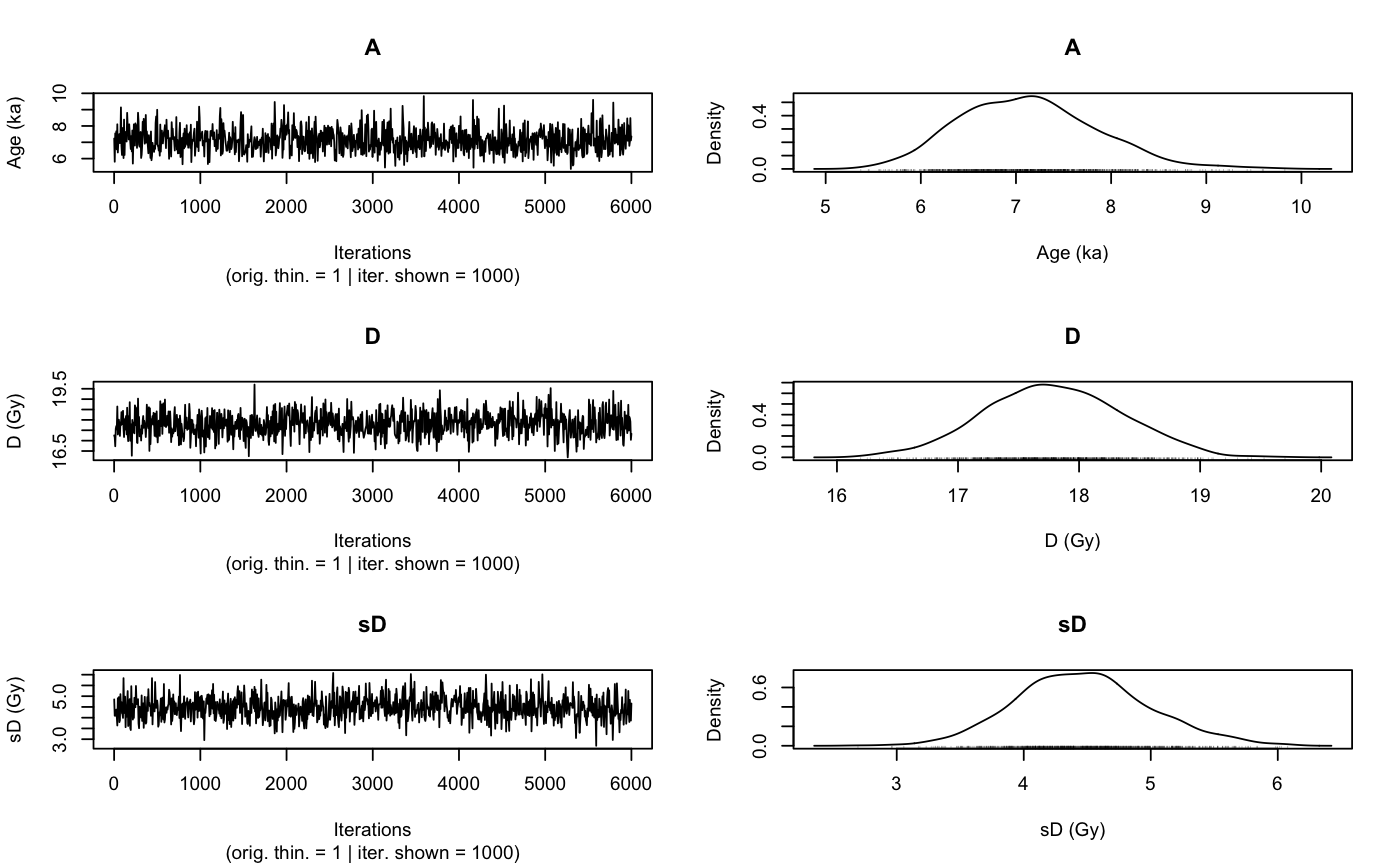 A
Age (ka)
10
8
6
0 1000 2000 3000 4000 5000 6000
Iterations
(orig. thin. = 1 | iter. shown = 1000)
A
Density
0.4
0.0
5 6 7 8 9 10
Age (ka)
D
D (Gy)
19.5
16.5
0 1000 2000 3000 4000 5000 6000
Iterations
(orig. thin. = 1 | iter. shown = 1000)
D
Density
0.4
0.0
16 17 18 19 20
D (Gy)
sD
sD (Gy)
5.0
3.0
0 1000 2000 3000 4000 5000 6000
Iterations
(orig. thin. = 1 | iter. shown = 1000)
sD
Density
0.6
0.0
3 4 5 6
sD (Gy)